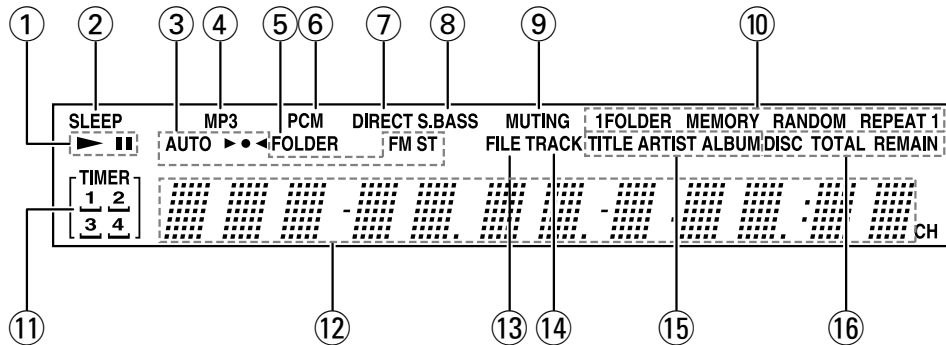 ① ② ③ ④ ⑤ ⑥ ⑦ ⑧ ⑨ ⑩
SLEEP MP3 PCM DIRECT S.BASS MUTING 1FOLDER MEMORY RANDOM REPEAT 1
AUTO FOLDER FM ST FILE TRACK TITLE ARTIST ALBUM DISC TOTAL REMAIN
TIMER
1 2
3 4
CH
⑪ ⑫ ⑬ ⑭ ⑮ ⑯